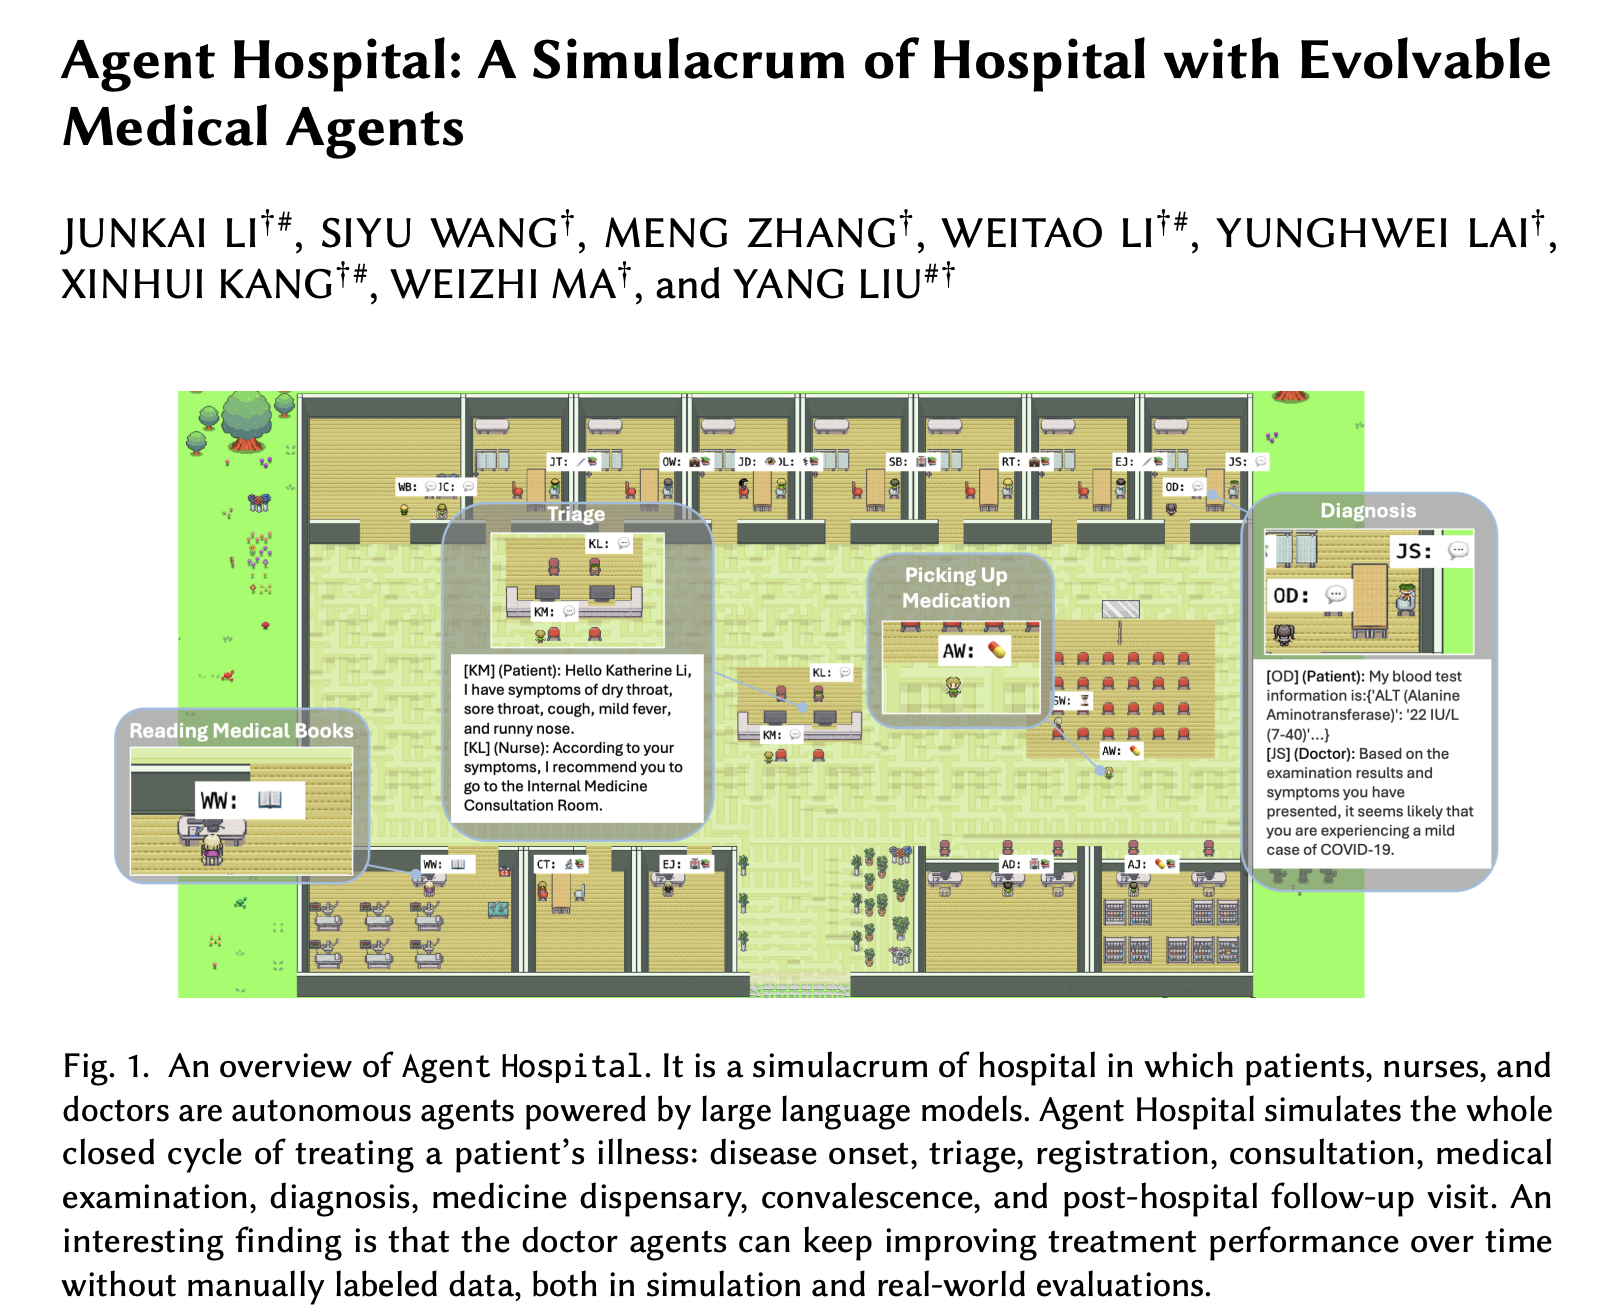 Agent Hospital: A Simulacrum of Hospital with Evolvable
Medical Agents
JUNKAI LI†#, SIYU WANG†, MENG ZHANG†, WEITAO LI†#, YUNGHWEI LAI†,
XINHUI KANG†#, WEIZHI MA†, and YANG LIU#†
JT:
OW:
JD:
DL:
SB:
RT:
EJ:
JS:
WB:
JC:
OD:
Triage
KL:
KM:
[KM] (Patient): Hello Katherine Li,
I have symptoms of dry throat,
sore throat, cough, mild fever,
and runny nose.
[KL] (Nurse): According to your
symptoms, I recommend you to
go to the Internal Medicine
Consultation Room.
KL:
KM:
Picking Up
Medication
AW:
SW:
AW:
Diagnosis
JS:
OD:
[OD] (Patient): My blood test
information is:{'ALT (Alanine
Aminotransferase)': '22 IU/L
(7-40)'...}
[JS] (Doctor): Based on the
examination results and
symptoms you have
presented, it seems likely that
you are experiencing a mild
case of COVID-19.
Reading Medical Books
WW:
WW:
CT:
EJ:
AD:
AJ:
Fig. 1. An overview of Agent Hospital. It is a simulacrum of hospital in which patients, nurses, and
doctors are autonomous agents powered by large language models. Agent Hospital simulates the whole
closed cycle of treating a patient's illness: disease onset, triage, registration, consultation, medical
examination, diagnosis, medicine dispensary, convalescence, and post-hospital follow-up visit. An
interesting finding is that the doctor agents can keep improving treatment performance over time
without manually labeled data, both in simulation and real-world evaluations.